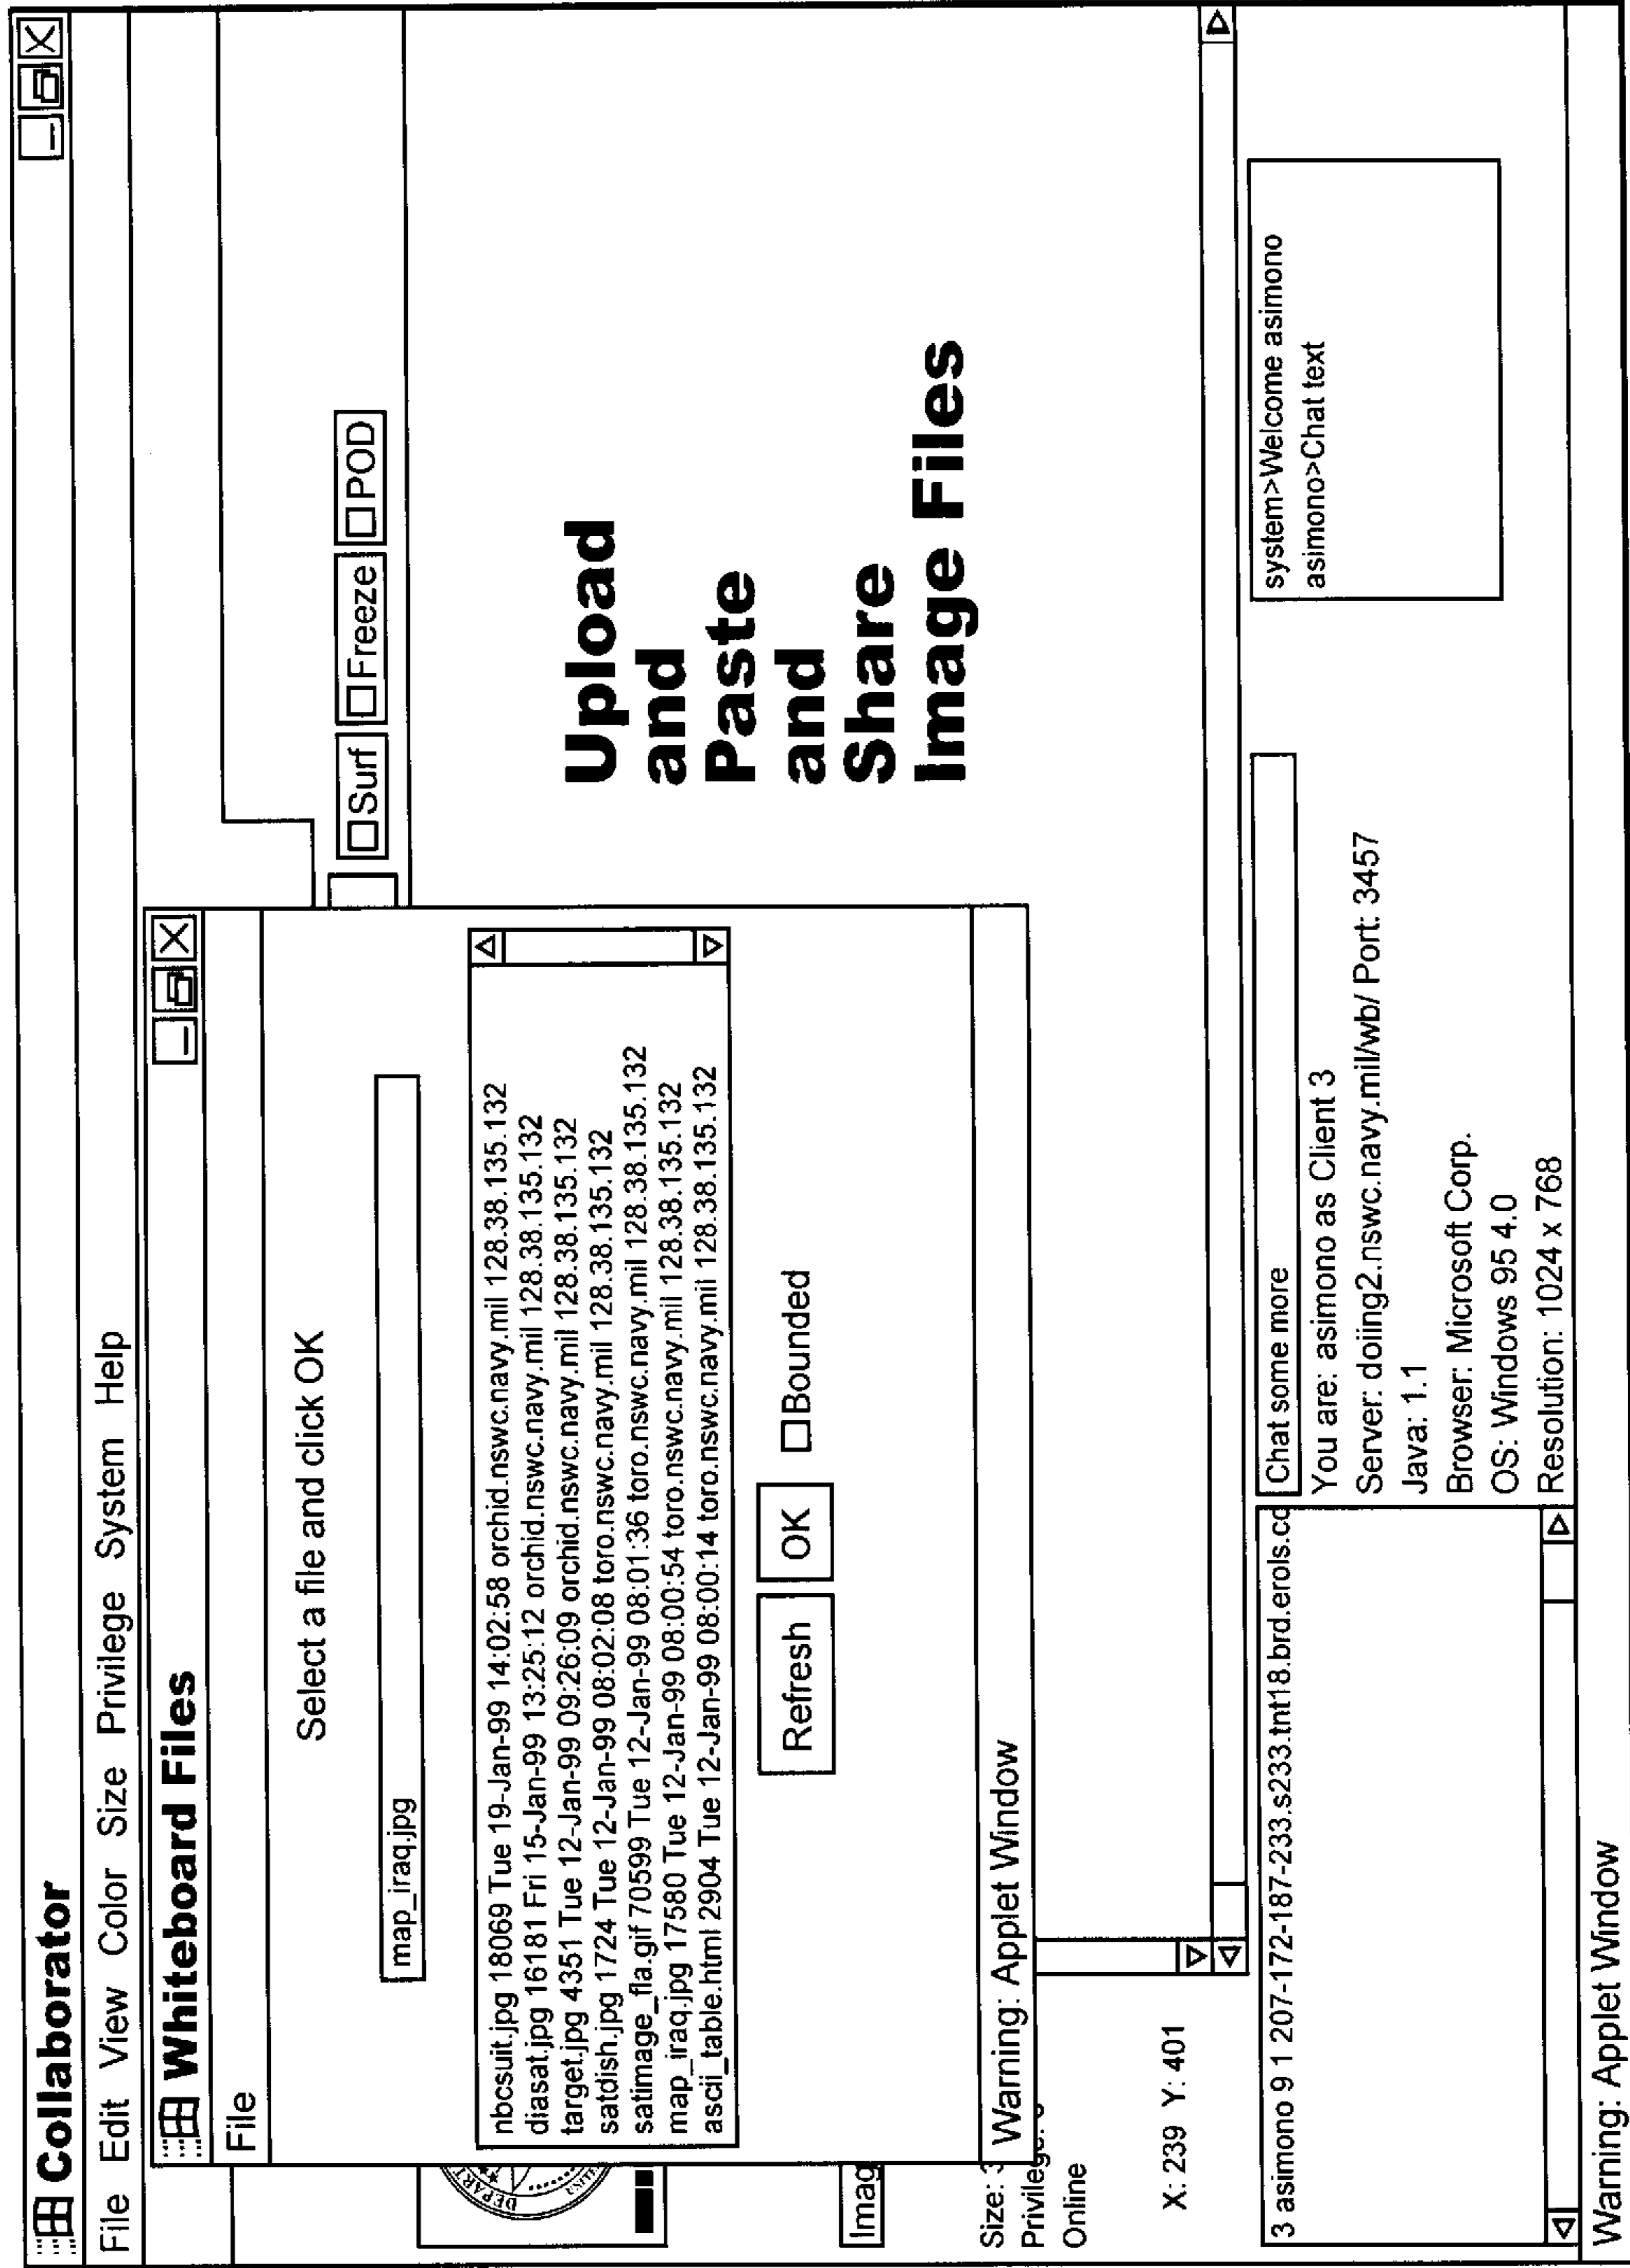 Collaborator
File Edit View Color Size Privilege System Help
Whiteboard Files
File
Select a file and click OK
map_iraq.jpg
nbcsuit.jpg 18069 Tue 19-Jan-99 14:02:58 orchid.nswc.navy.mil 128.38.135.132
diasat.jpg 16181 Fri 15-Jan-99 13:25:12 orchid.nswc.navy.mil 128.38.135.132
target.jpg 4351 Tue 12-Jan-99 09:26:09 orchid.nswc.navy.mil 128.38.135.132
satdish.jpg 1724 Tue 12-Jan-99 08:02:08 toro.nswc.navy.mil 128.38.135.132
satimage_fla.gif 70599 Tue 12-Jan-99 08:01:36 toro.nswc.navy.mil 128.38.135.132
map_iraq.jpg 17580 Tue 12-Jan-99 08:00:54 toro.nswc.navy.mil 128.38.135.132
ascii_table.html 2904 Tue 12-Jan-99 08:00:14 toro.nswc.navy.mil 128.38.135.132
Refresh OK Bounded
Warning: Applet Window
Surf Freeze POD
Upload
and
Paste
and
Share
Image Files
DEPART
Imag
Size: 3
Privilege:
Online
X: 239 Y: 401
3 asimono 9 1 207-172-187-233.s233.tnt18.brd.erols.co
Chat some more
You are: asimono as Client 3
Server: doiing2.nswc.navy.mil/wb/ Port: 3457
Java: 1.1
Browser: Microsoft Corp.
OS: Windows 95 4.0
Resolution: 1024 x 768
system>Welcome asimono
asimono>Chat text
Warning: Applet Window